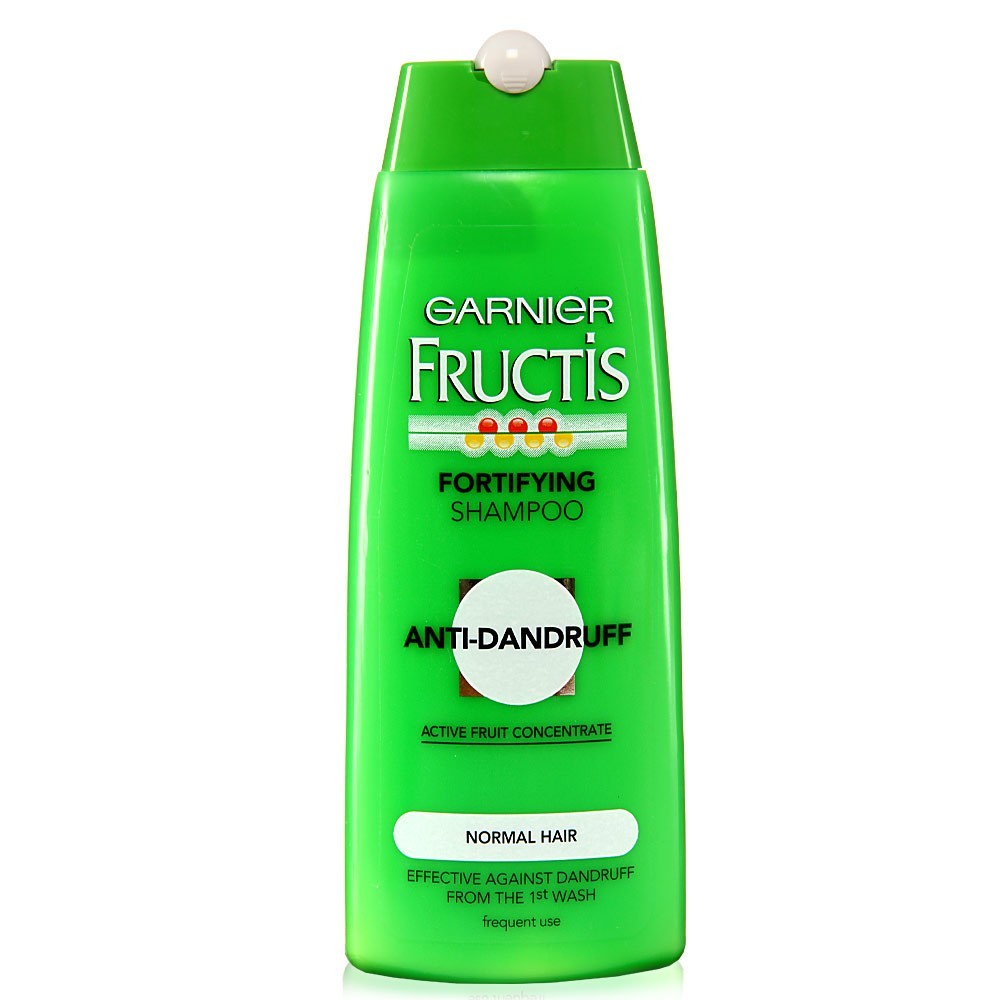 GARNIER
FRUCTIS
FORTIFYING
SHAMPOO
ANTI-DANDRUFF
ACTIVE FRUIT CONCENTRATE
NORMAL HAIR
EFFECTIVE AGAINST DANDRUFF
FROM THE 1st WASH
frequent use